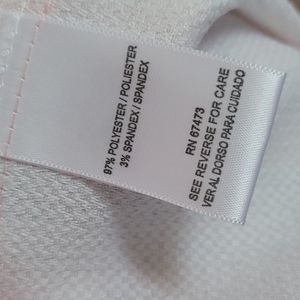 97% POLYESTER / POLIESTER
3% SPANDEX / SPANDEX
RN 67473
SEE REVERSE FOR CARE
VER AL DORSO PARA CUIDADO